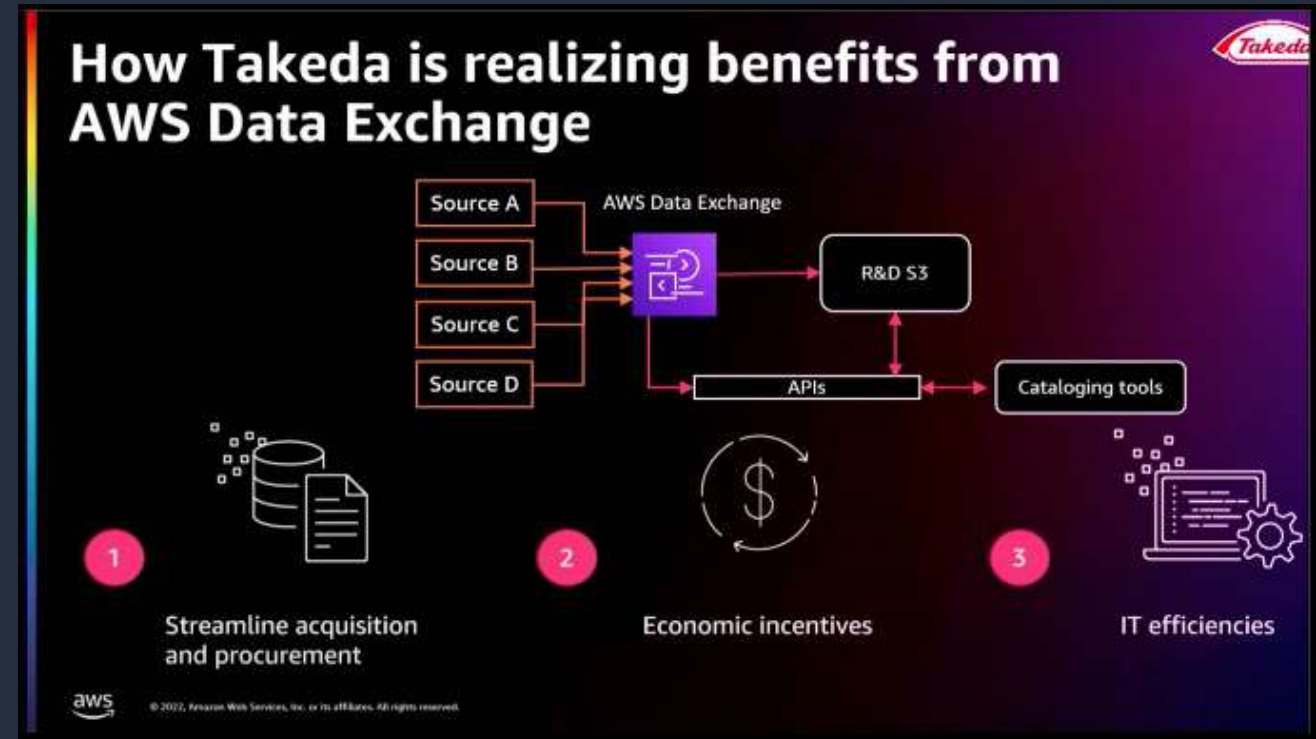 How Takeda is realizing benefits from
AWS Data Exchange
Takeda
Source A
Source B
Source C
Source D
AWS Data Exchange
R&D S3
APIs
Cataloging tools
1
Streamline acquisition
and procurement
2
Economic incentives
3
IT efficiencies
aws
© 2022, Amazon Web Services, Inc. or its affiliates. All rights reserved.